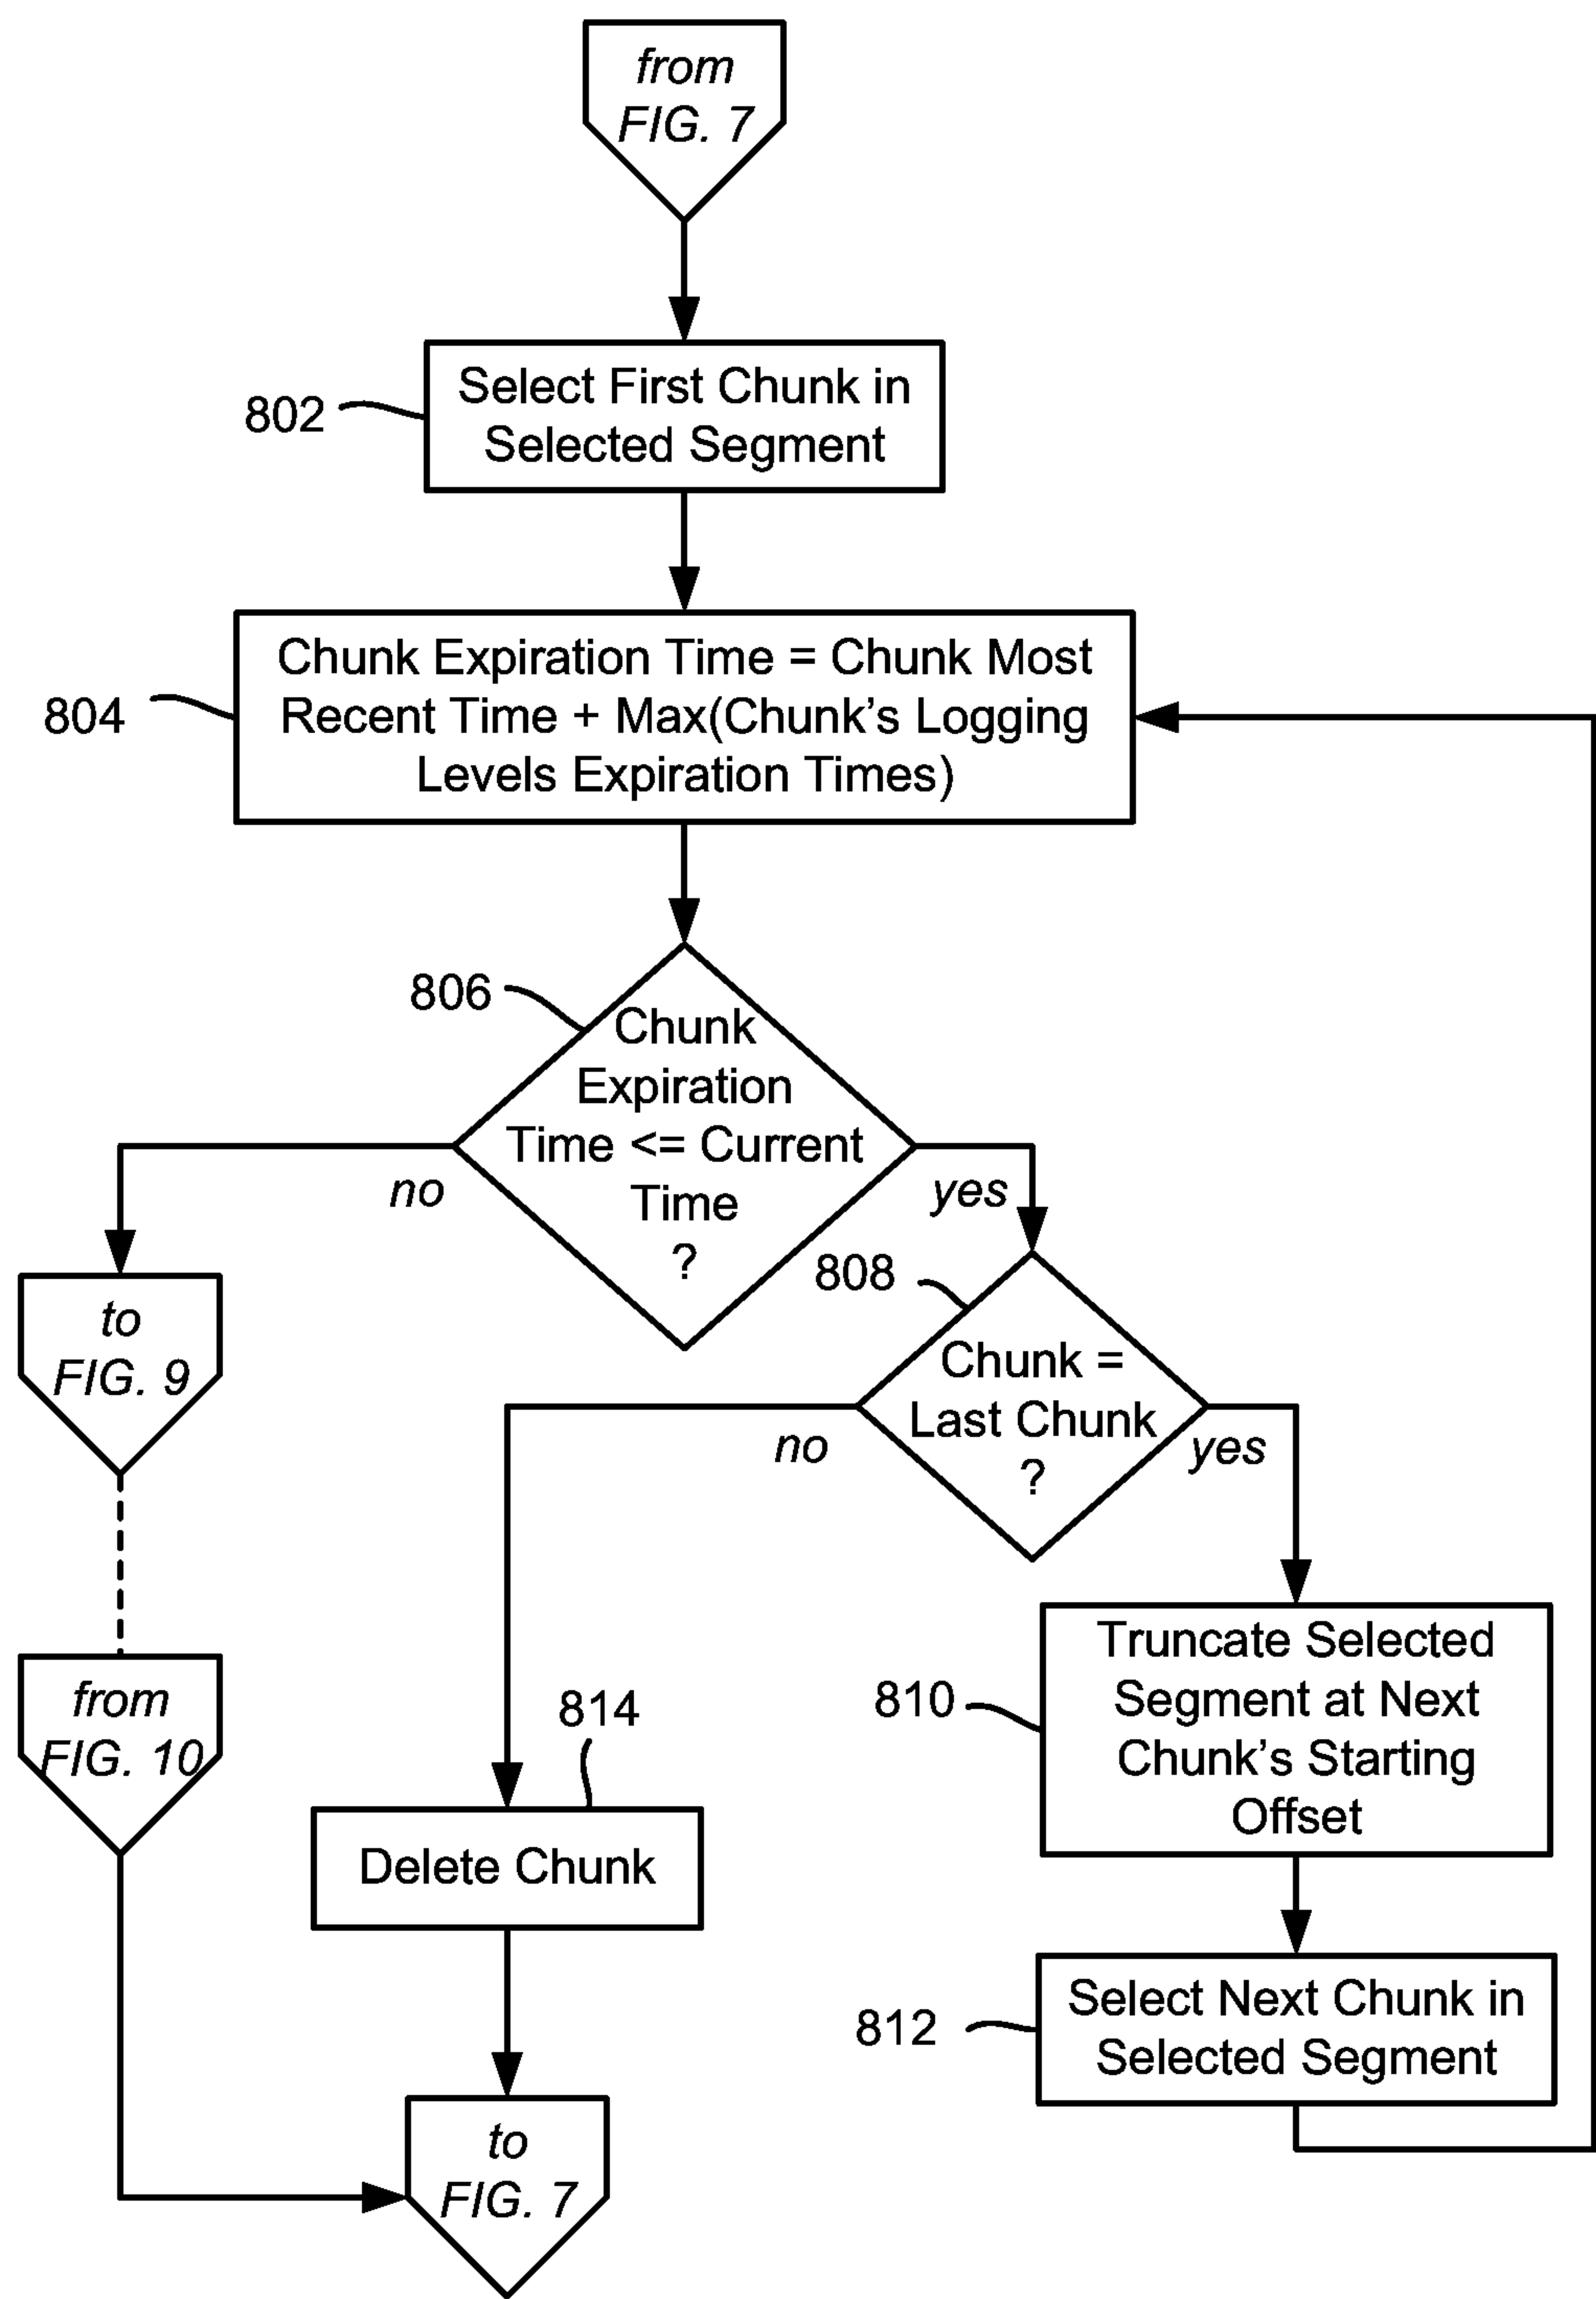 from
FIG. 7
802
Select First Chunk in
Selected Segment
804
Chunk Expiration Time = Chunk Most
Recent Time + Max(Chunk's Logging
Levels Expiration Times)
806
Chunk
Expiration
Time <= Current
Time
?
no
yes
to
FIG. 9
808
Chunk =
Last Chunk
?
no
yes
from
FIG. 10
810
Truncate Selected
Segment at Next
Chunk's Starting
Offset
814
Delete Chunk
812
Select Next Chunk in
Selected Segment
to
FIG. 7